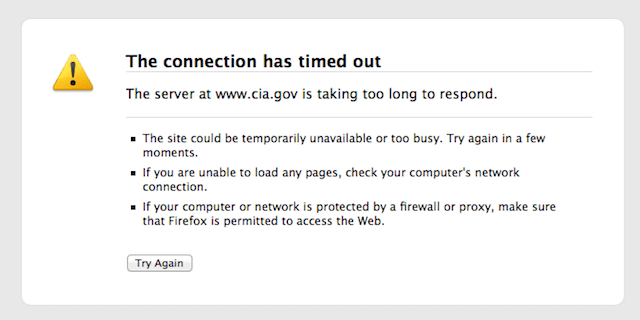 The connection has timed out
The server at www.cia.gov is taking too long to respond.
The site could be temporarily unavailable or too busy. Try again in a few
moments.
If you are unable to load any pages, check your computer's network
connection.
If your computer or network is protected by a firewall or proxy, make sure
that Firefox is permitted to access the Web.
Try Again